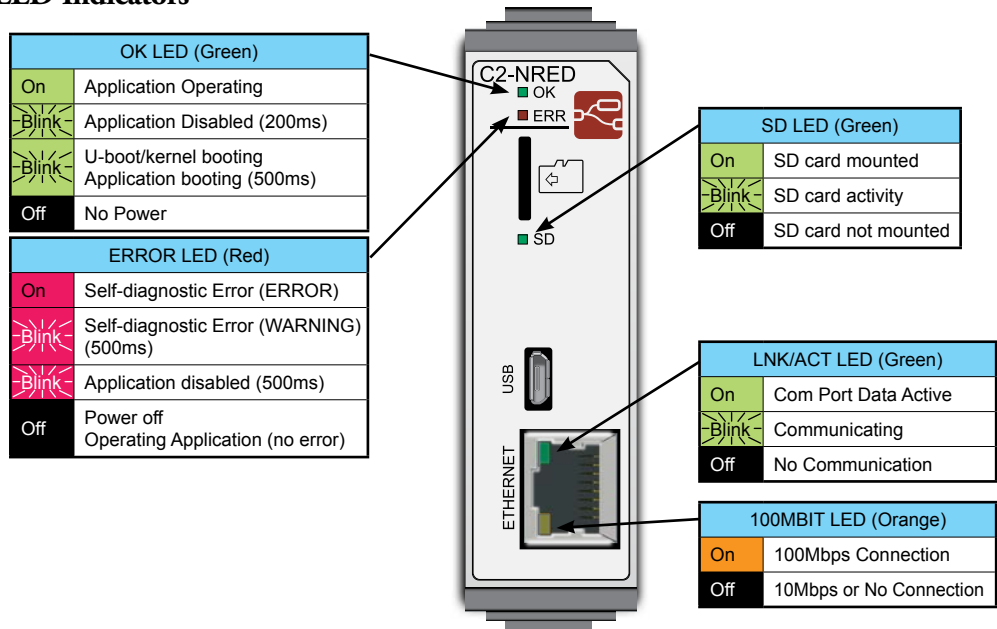 LED Indicators
OK LED (Green)
On Application Operating
Blink Application Disabled (200ms)
Blink U-boot/kernel booting
Application booting (500ms)
Off No Power
ERROR LED (Red)
On Self-diagnostic Error (ERROR)
Blink Self-diagnostic Error (WARNING)
(500ms)
Blink Application disabled (500ms)
Off Power off
Operating Application (no error)
C2-NRED
OK
ERR
SD
USB
ETHERNET
SD LED (Green)
On SD card mounted
Blink SD card activity
Off SD card not mounted
LNK/ACT LED (Green)
On Com Port Data Active
Blink Communicating
Off No Communication
100MBIT LED (Orange)
On 100Mbps Connection
Off 10Mbps or No Connection